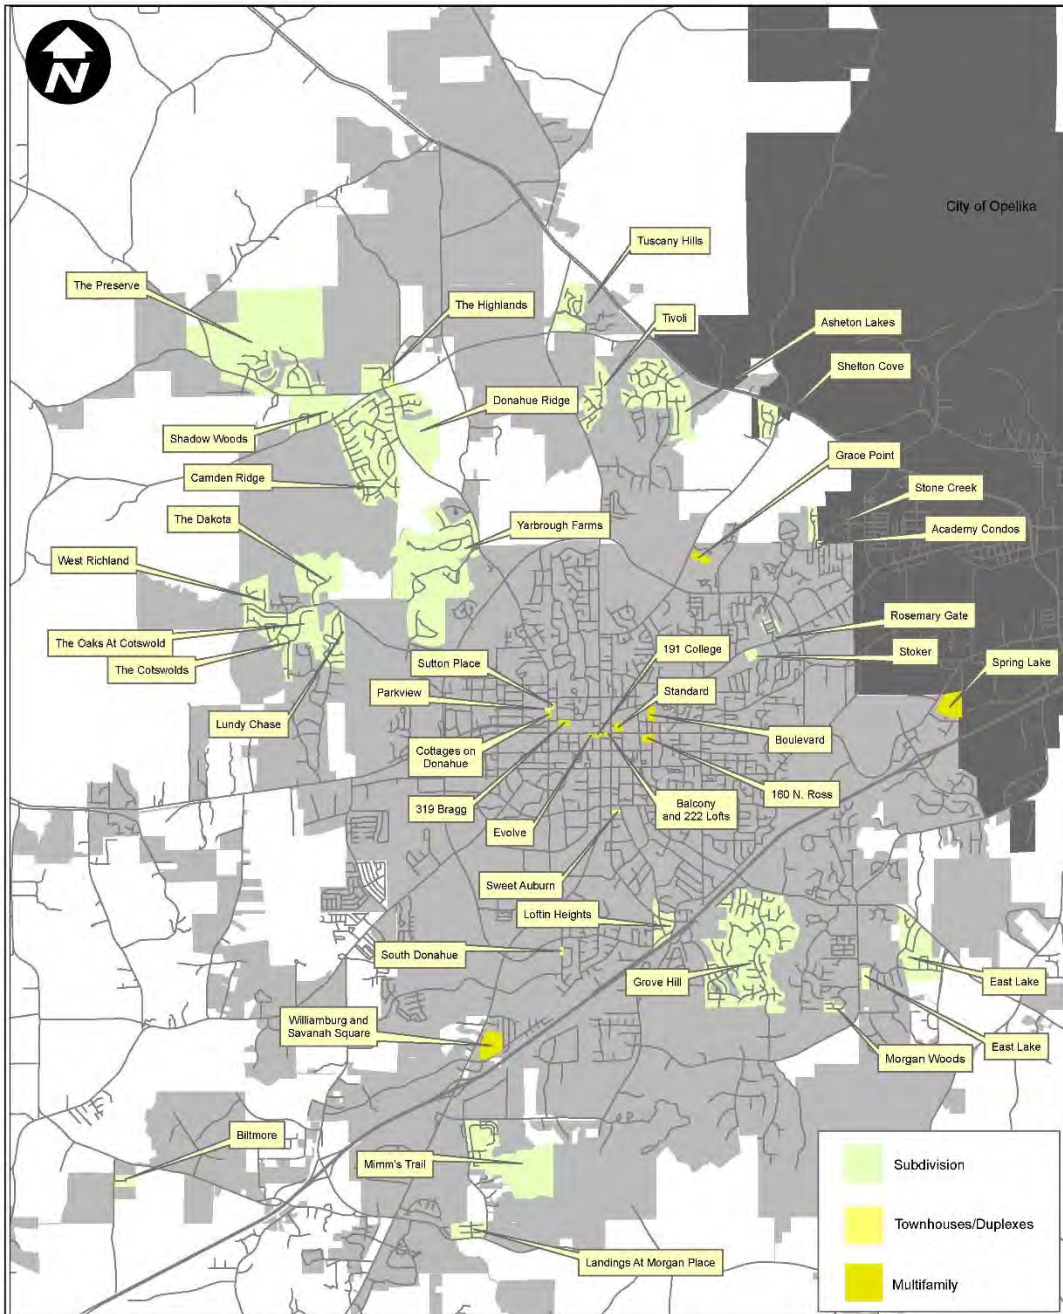 N
City of Opelika
Tuscany Hills
The Preserve
The Highlands
Tivoli
Asheton Lakes
Shelton Cove
Donahue Ridge
Shadow Woods
Grace Point
Camden Ridge
Stone Creek
The Dakota
Yarbrough Farms
Academy Condos
West Richland
Rosemary Gate
The Oaks At Cotswold
191 College
Stoker
Sutton Place
Spring Lake
The Cotswolds
Parkview
Standard
Lundy Chase
Cottages on
Donahue
Boulevard
319 Bragg
160 N. Ross
Balcony
and 222 Lofts
Evolve
Sweet Auburn
Loftin Heights
South Donahue
Grove Hill
East Lake
Williamburg and
Savanah Square
East Lake
Morgan Woods
Biltmore
Mimm's Trail
Landings At Morgan Place
Subdivision
Townhouses/Duplexes
Multifamily